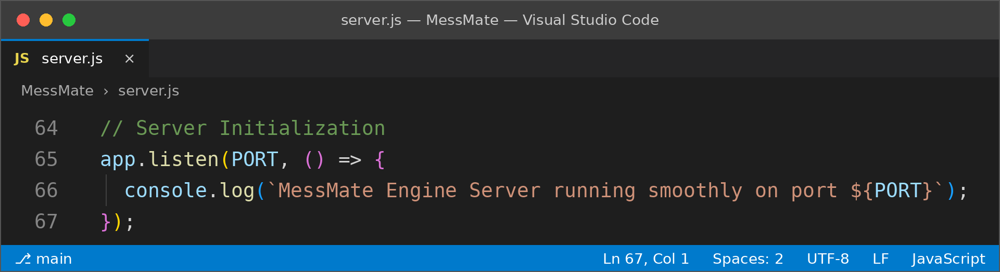 server.js — MessMate — Visual Studio Code
JS server.js ×
MessMate › server.js
64 // Server Initialization
65 app.listen(PORT, () => {
66   console.log(`MessMate Engine Server running smoothly on port ${PORT}`);
67 });
⎇ main Ln 67, Col 1 Spaces: 2 UTF-8 LF JavaScript